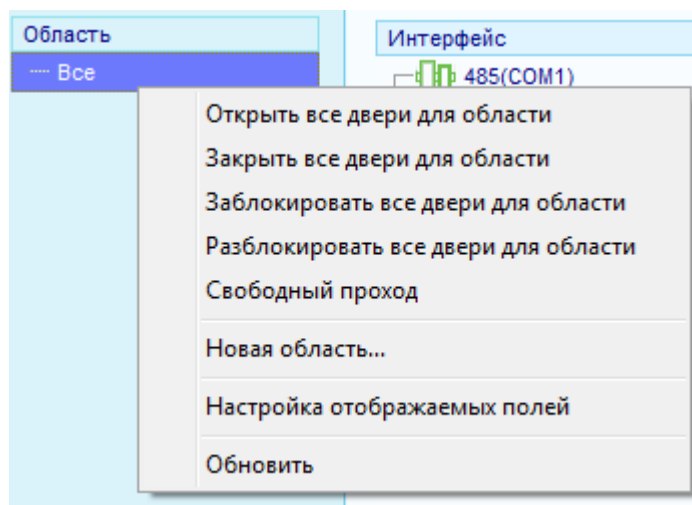 Область
Интерфейс
Все
485(COM1)
Открыть все двери для области
Закрыть все двери для области
Заблокировать все двери для области
Разблокировать все двери для области
Свободный проход
Новая область...
Настройка отображаемых полей
Обновить